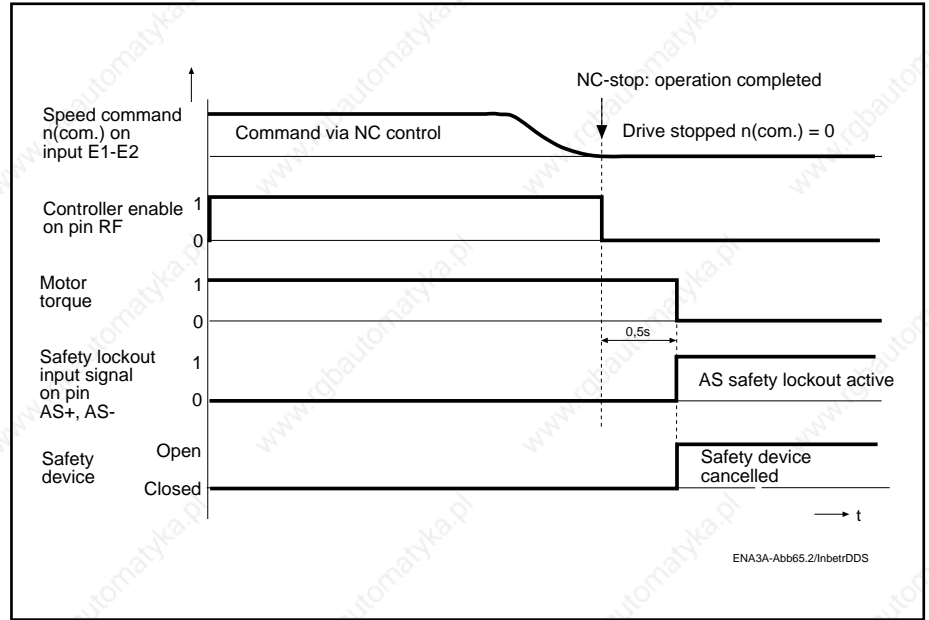 NC-stop: operation completed
Speed command
n(com.) on
input E1-E2
Command via NC control
Drive stopped n(com.) = 0
Controller enable
on pin RF
1
0
Motor
torque
1
0
0,5s
Safety lockout
input signal
on pin
AS+, AS-
1
0
AS safety lockout active
Safety
device
Open
Closed
Safety device
cancelled
t
ENA3A-Abb65.2/InbetrDDS
www.rgbautomatyka.pl